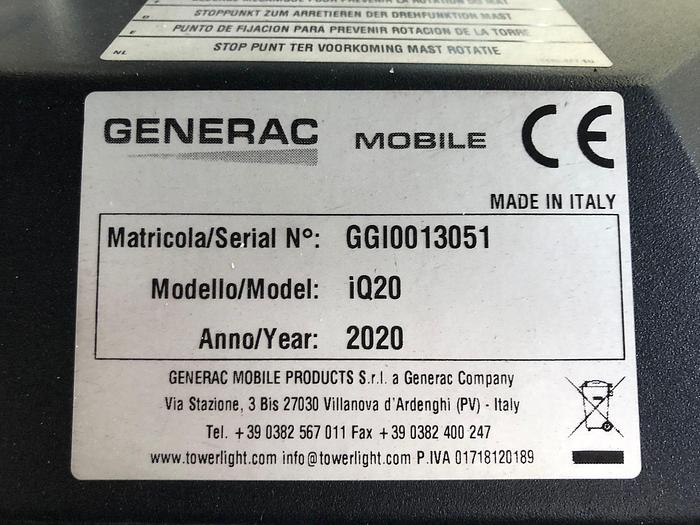 STOPPUNKT ZUM ARRETIEREN DER DREHFUNKTION MAST
E PUNTO DE FIJACION PARA PREVENIR ROTACION DE LA TORRE
NL STOP PUNT TER VOORKOMING MAST ROTATIE
GENERAC MOBILE CE
MADE IN ITALY
Matricola/Serial N°: GGI0013051
Modello/Model: iQ20
Anno/Year: 2020
GENERAC MOBILE PRODUCTS S.r.l. a Generac Company
Via Stazione, 3 Bis 27030 Villanova d'Ardenghi (PV) - Italy
Tel. +39 0382 567 011 Fax +39 0382 400 247
www.towerlight.com info@towerlight.com P.IVA 01718120189